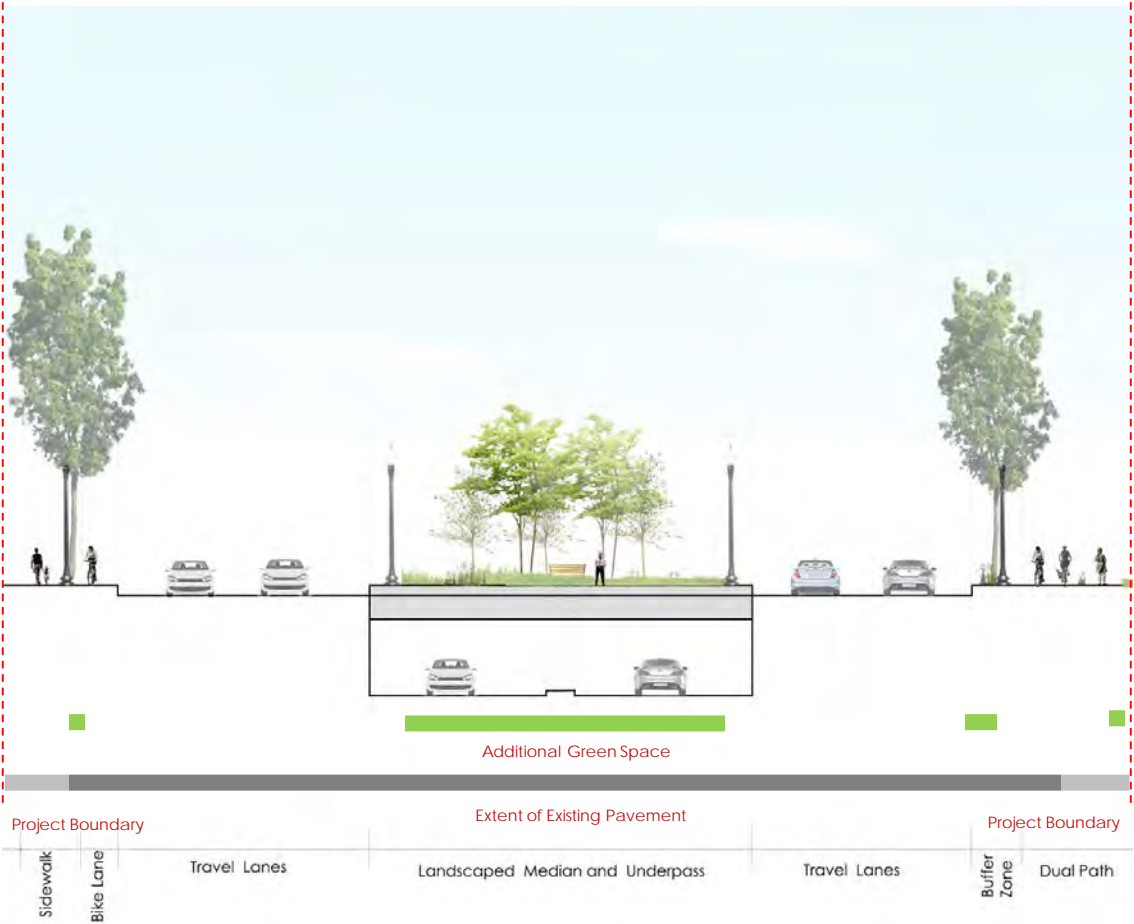 Additional Green Space
Extent of Existing Pavement
Project Boundary
Project Boundary
Sidewalk
Bike Lane
Travel Lanes
Landscaped Median and Underpass
Travel Lanes
Buffer
Zone
Dual Path